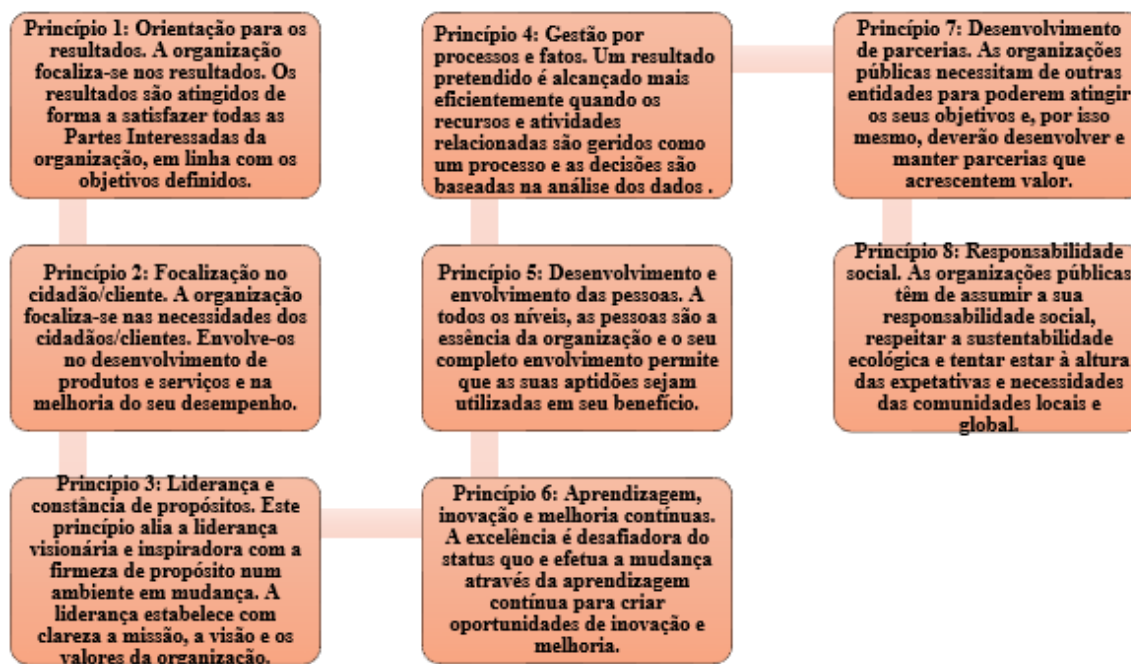 Princípio 1: Orientação para os
resultados. A organização
focaliza-se nos resultados. Os
resultados são atingidos de
forma a satisfazer todas as
Partes Interessadas da
organização, em linha com os
objetivos definidos.
Princípio 2: Focalização no
cidadão/cliente. A organização
focaliza-se nas necessidades dos
cidadãos/clientes. Envolve-os
no desenvolvimento de
produtos e serviços e na
melhoria do seu desempenho.
Princípio 3: Liderança e
constância de propósitos. Este
princípio alia a liderança
visionária e inspiradora com a
firmeza de propósito num
ambiente em mudança. A
liderança estabelece com
clareza a missão, a visão e os
valores da organização.
Princípio 4: Gestão por
processos e fatos. Um resultado
pretendido é alcançado mais
eficientemente quando os
recursos e atividades
relacionadas são geridos como
um processo e as decisões são
baseadas na análise dos dados .
Princípio 5: Desenvolvimento e
envolvimento das pessoas. A
todos os níveis, as pessoas são a
essência da organização e o seu
completo envolvimento permite
que as suas aptidões sejam
utilizadas em seu benefício.
Princípio 6: Aprendizagem,
inovação e melhoria contínuas.
A excelência é desafiadora do
status quo e efetua a mudança
através da aprendizagem
contínua para criar
oportunidades de inovação e
melhoria.
Princípio 7: Desenvolvimento
de parcerias. As organizações
públicas necessitam de outras
entidades para poderem atingir
os seus objetivos e, por isso
mesmo, deverão desenvolver e
manter parcerias que
acrescentem valor.
Princípio 8: Responsabilidade
social. As organizações públicas
têm de assumir a sua
responsabilidade social,
respeitar a sustentabilidade
ecológica e tentar estar à altura
das expetativas e necessidades
das comunidades locais e
global.